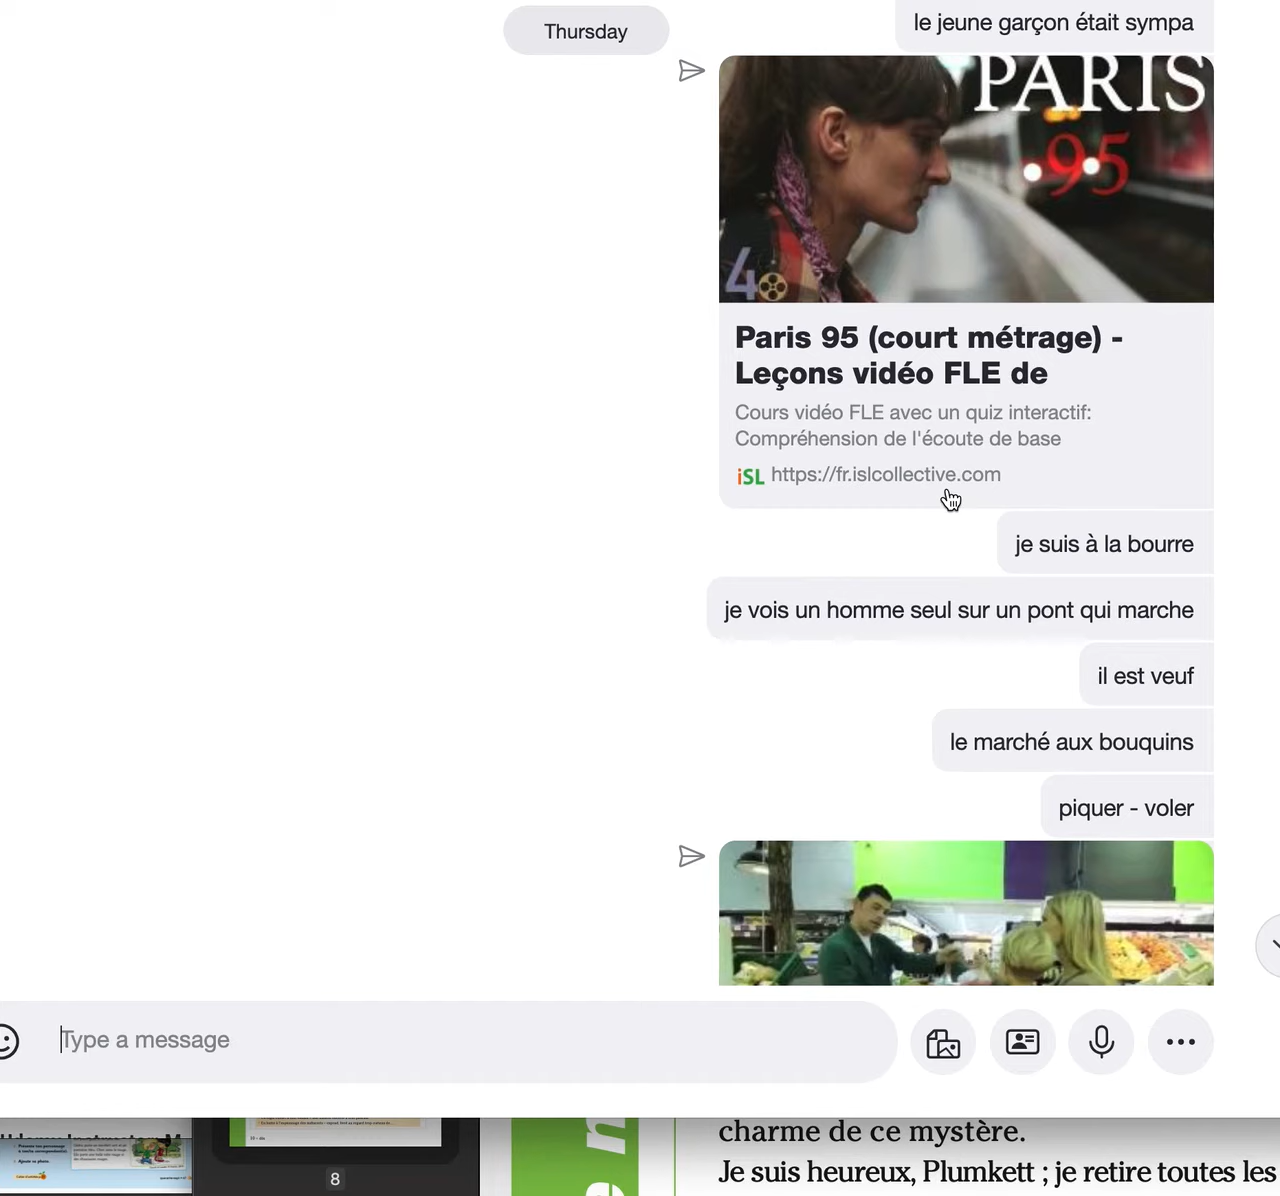 Thursday
le jeune garçon était sympa
PARIS
95
4
Paris 95 (court métrage) -
Leçons vidéo FLE de
Cours vidéo FLE avec un quiz interactif:
Compréhension de l'écoute de base
iSL https://fr.islcollective.com
je suis à la bourre
je vois un homme seul sur un pont qui marche
il est veuf
le marché aux bouquins
piquer - voler
Type a message
8
charme de ce mystère.
Je suis heureux, Plumkett ; je retire toutes les